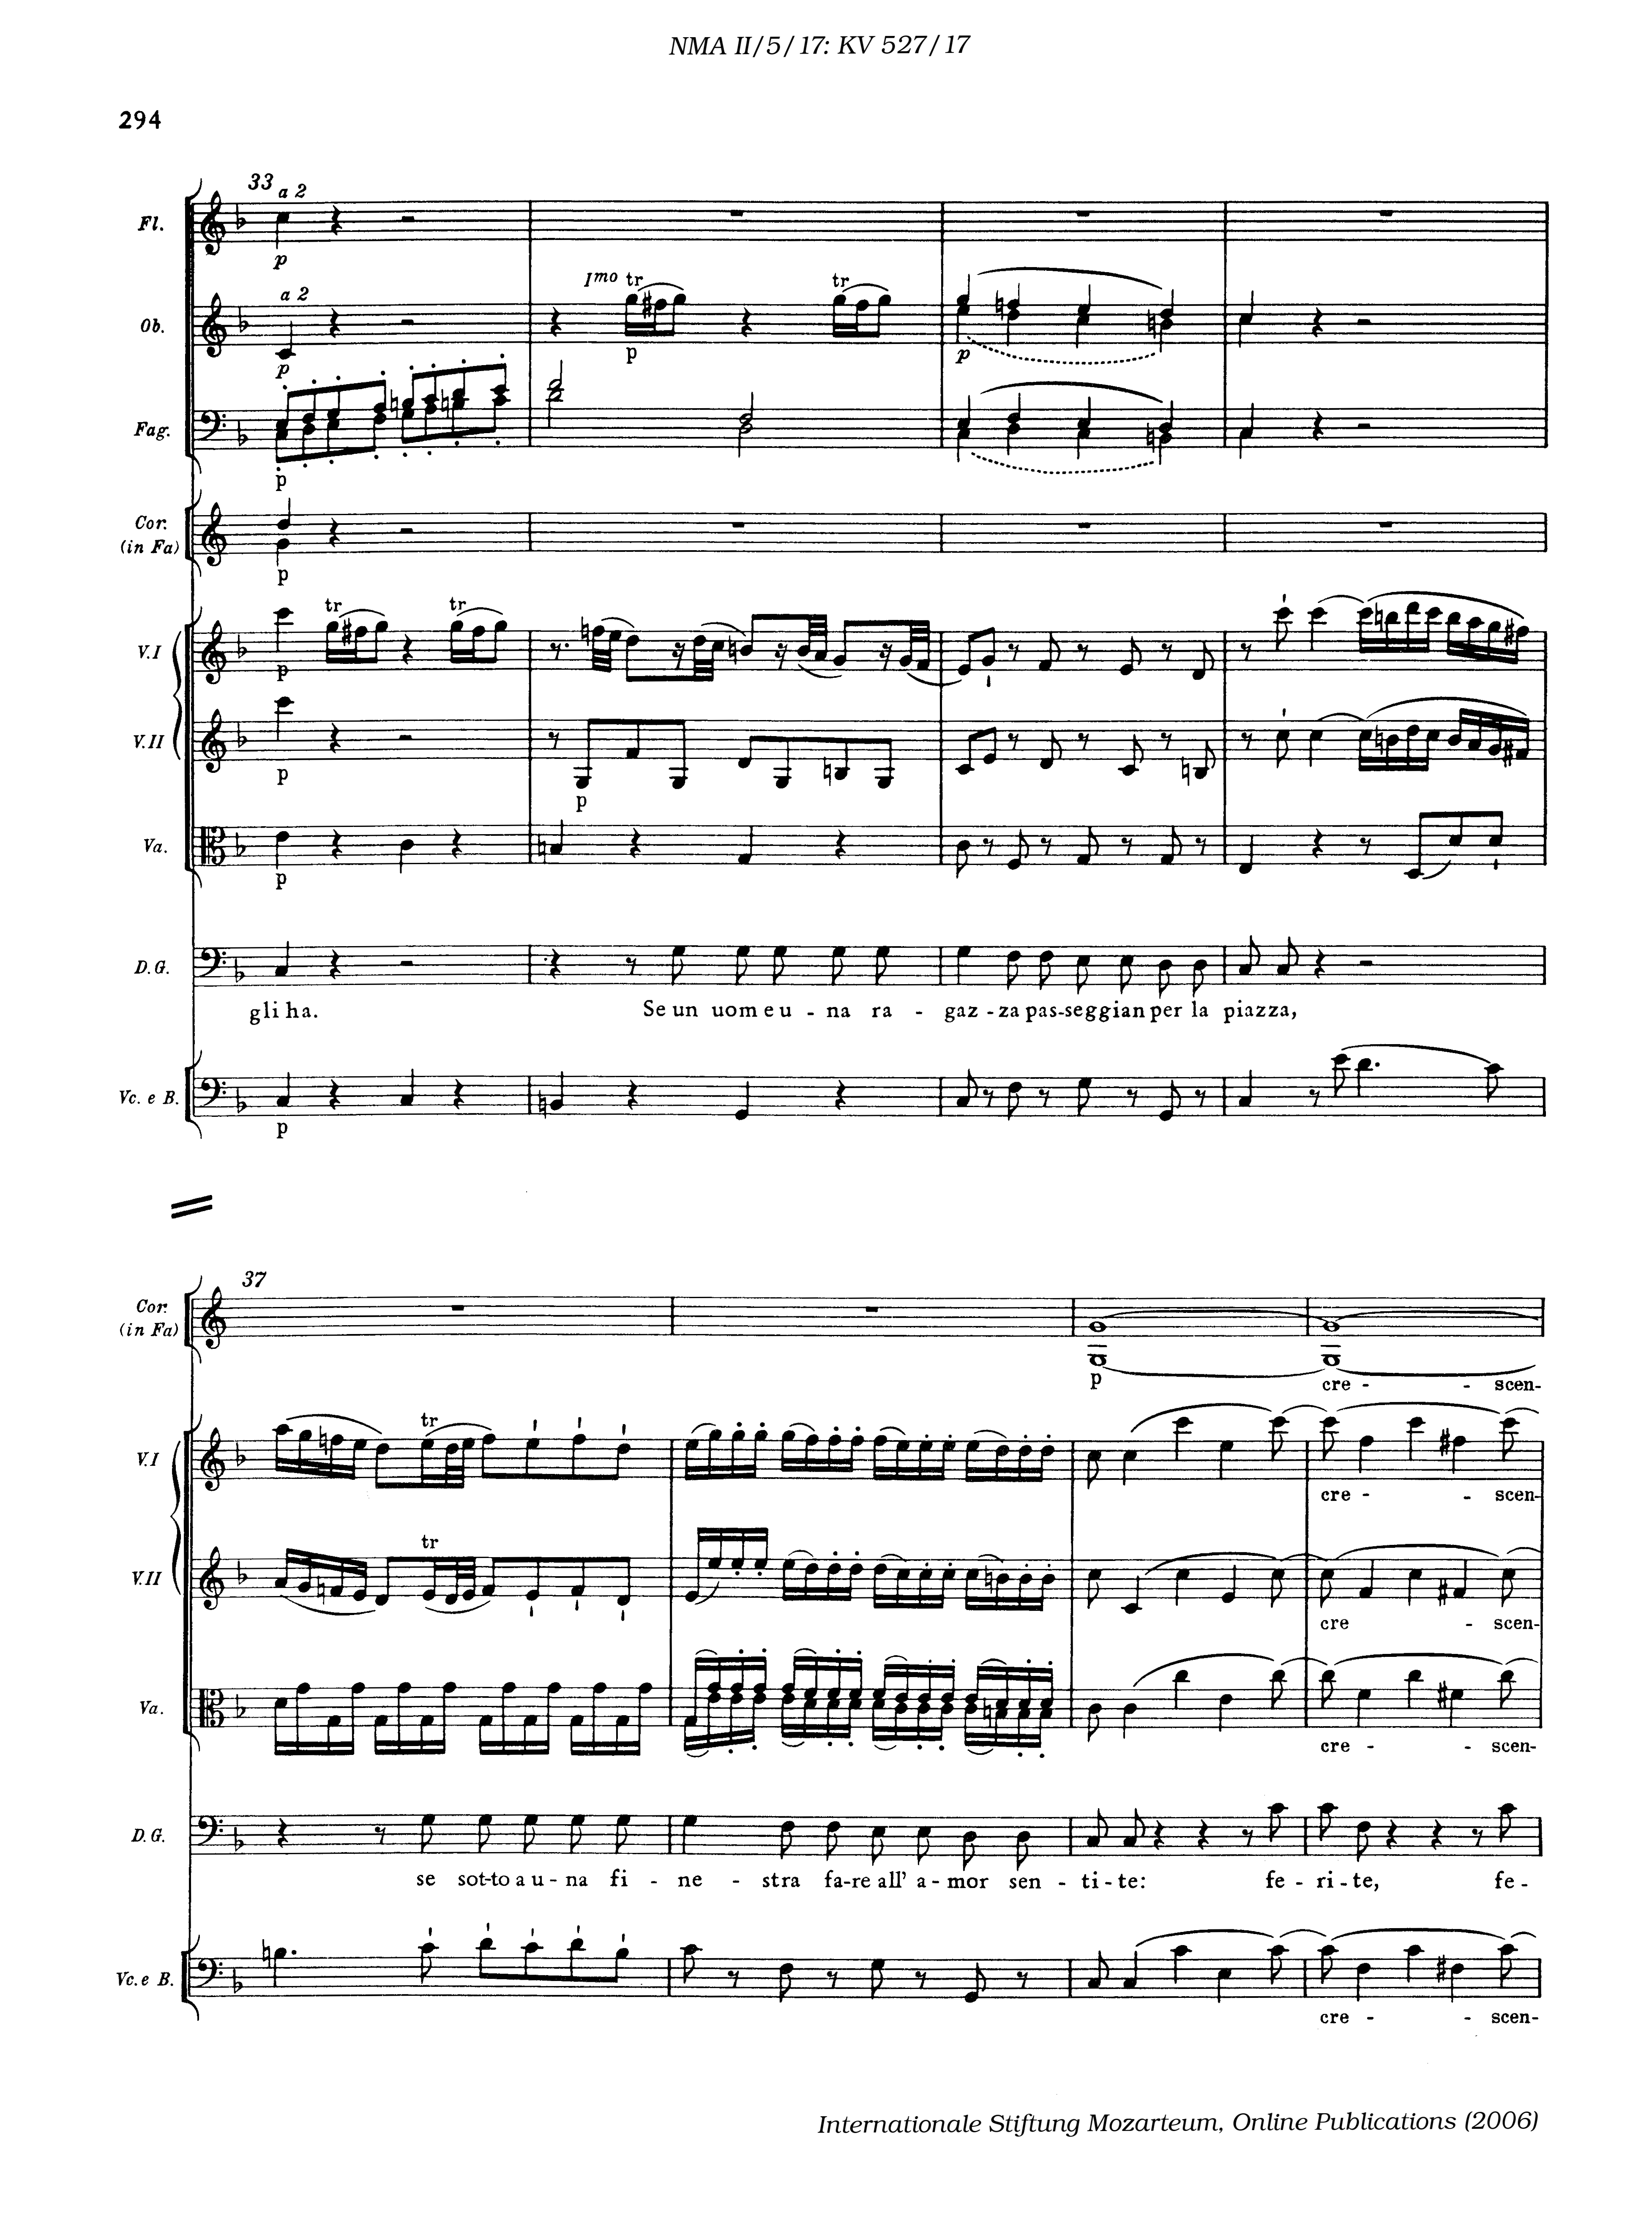 NMA II/5/17: KV 527/17
294
33 a 2
Fl.
p
Imo tr tr
a 2
Ob.
p p p
Fag.
p
Cor.
(in Fa)
p
tr tr
V.I
p
V.II
p p
Va.
p
D.G.
gli ha. Se un uom e u - na ra - gaz - za pas-seggian per la piazza,
Vc. e B.
p
37
Cor.
(in Fa)
p cre - - scen-
tr
V.I
cre - - scen-
tr
V.II
cre - scen-
Va.
cre - - scen-
D.G.
se sot-to a u - na fi - ne - stra fa-re all' a-mor sen - ti - te: fe - ri - te, fe -
Vc. e B.
cre - - scen-
Internationale Stiftung Mozarteum, Online Publications (2006)